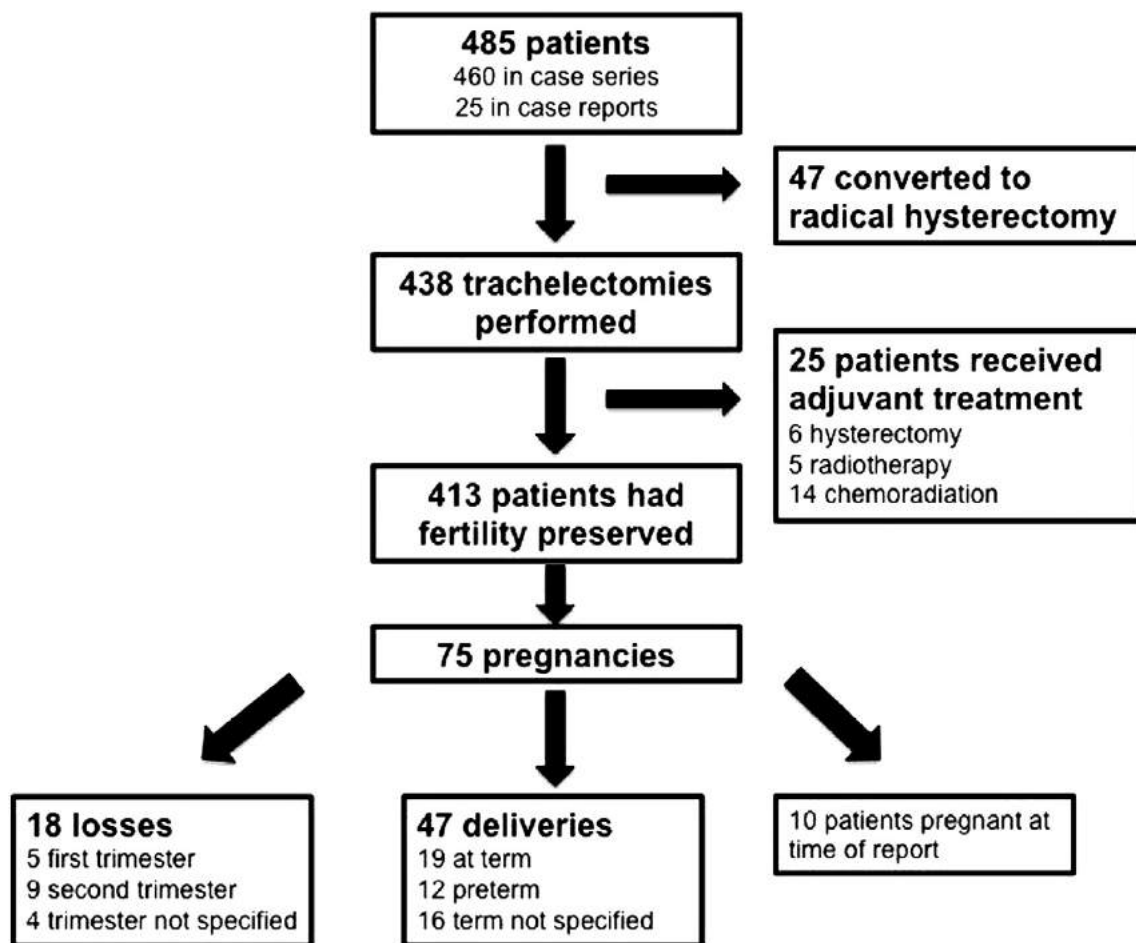 485 patients
460 in case series
25 in case reports
47 converted to
radical hysterectomy
438 trachelectomies
performed
25 patients received
adjuvant treatment
6 hysterectomy
5 radiotherapy
14 chemoradiation
413 patients had
fertility preserved
75 pregnancies
18 losses
5 first trimester
9 second trimester
4 trimester not specified
47 deliveries
19 at term
12 preterm
16 term not specified
10 patients pregnant at
time of report